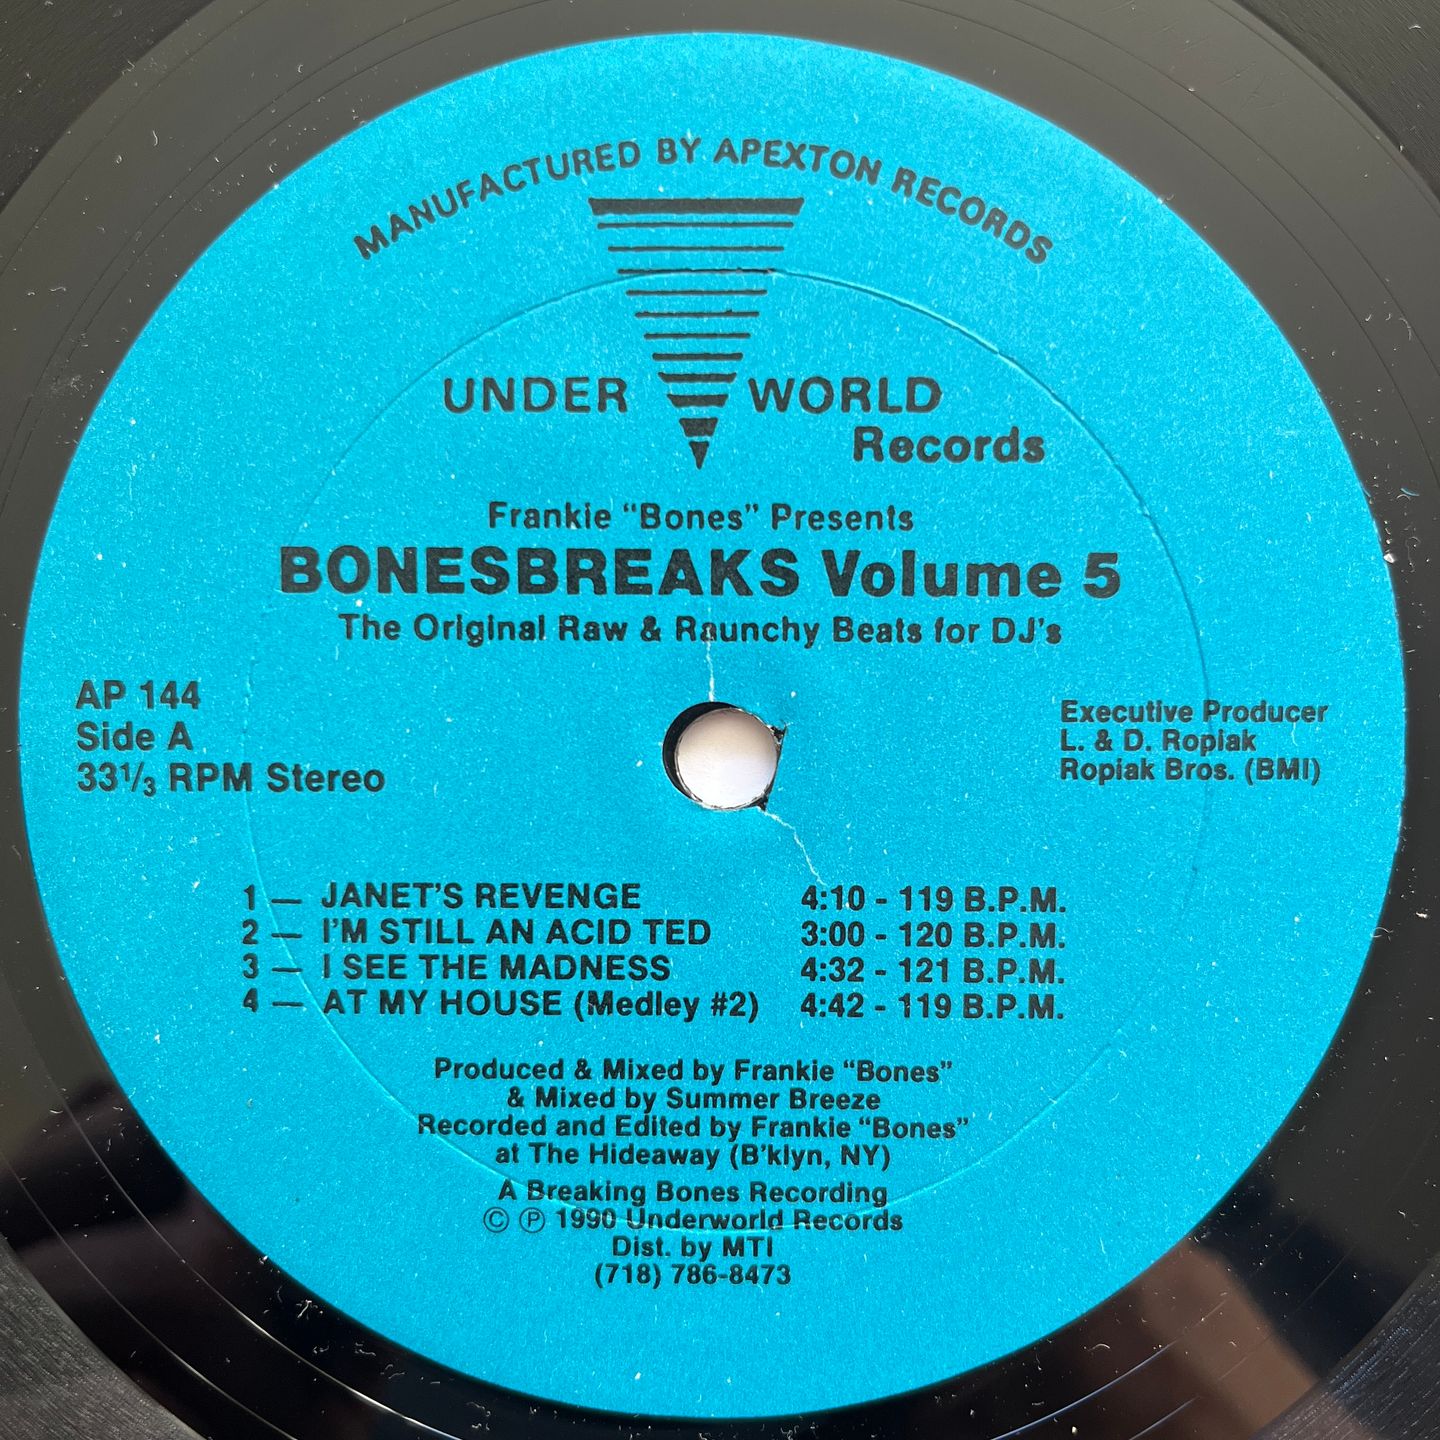 MANUFACTURED BY APEXTON RECORDS
UNDER WORLD
Records
Frankie “Bones” Presents
BONESBREAKS Volume 5
The Original Raw & Raunchy Beats for DJ's
AP 144
Side A
33⅓ RPM Stereo
Executive Producer
L. & D. Ropiak
Ropiak Bros. (BMI)
1 — JANET'S REVENGE 4:10 - 119 B.P.M.
2 — I'M STILL AN ACID TED 3:00 - 120 B.P.M.
3 — I SEE THE MADNESS 4:32 - 121 B.P.M.
4 — AT MY HOUSE (Medley #2) 4:42 - 119 B.P.M.
Produced & Mixed by Frankie “Bones”
& Mixed by Summer Breeze
Recorded and Edited by Frankie “Bones”
at The Hideaway (B'klyn, NY)
A Breaking Bones Recording
© ℗ 1990 Underworld Records
Dist. by MTI
(718) 786-8473